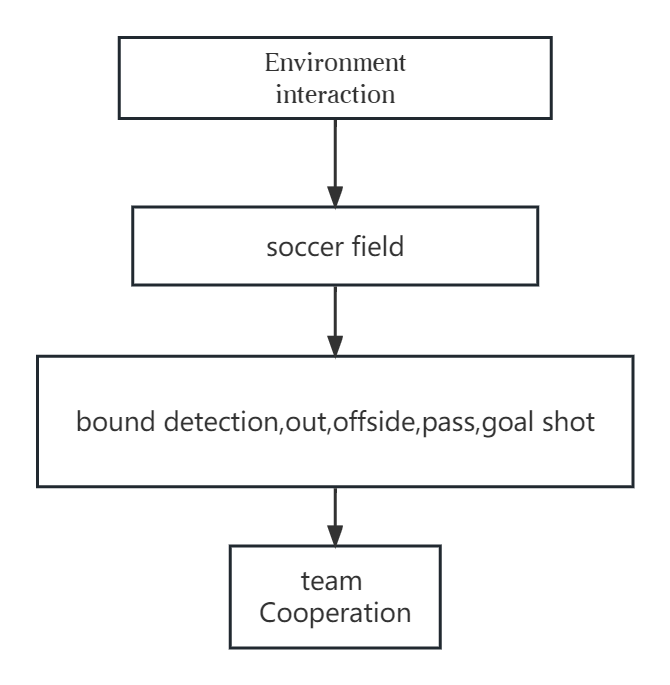 Environment
interaction
soccer field
bound detection,out,offside,pass,goal shot
team
Cooperation